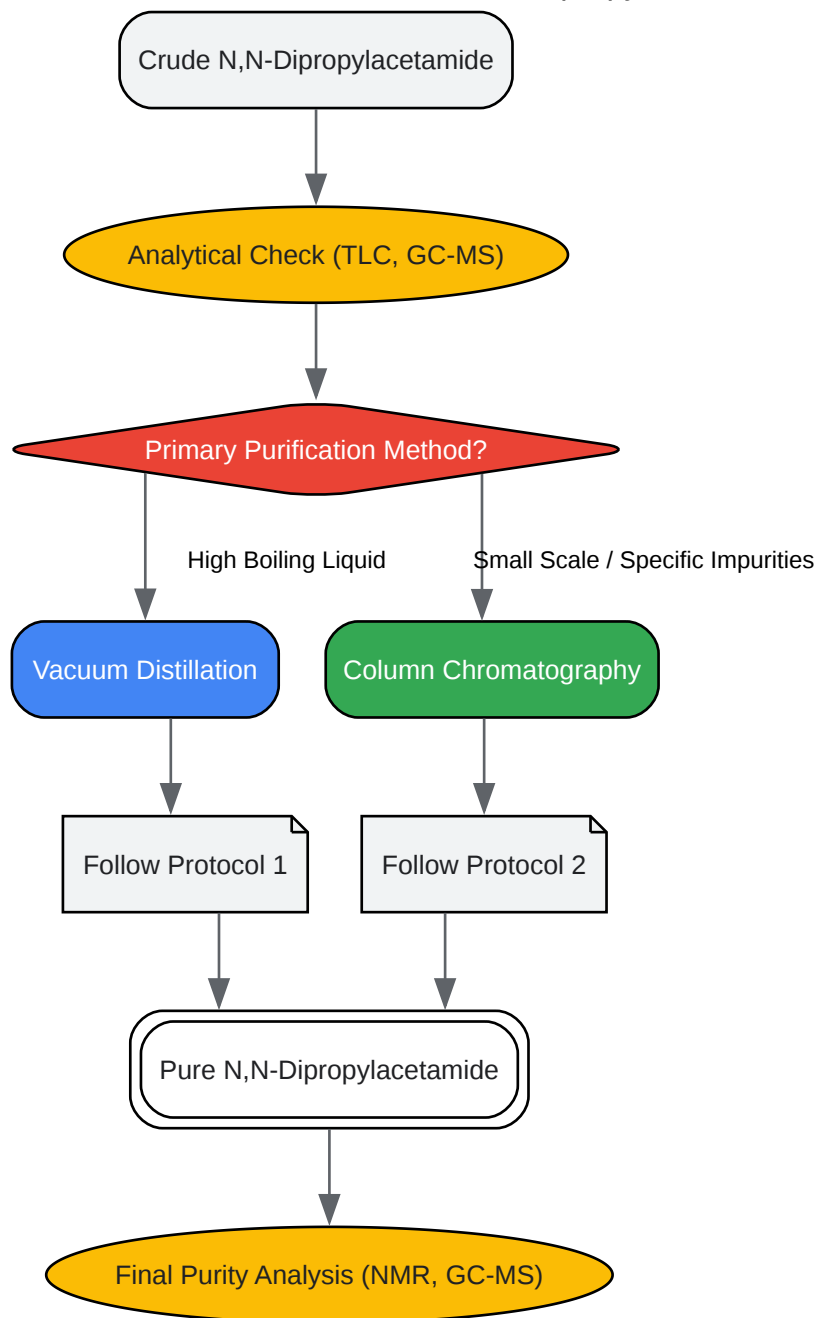 Crude N,N-Dipropylacetamide
Analytical Check (TLC, GC-MS)
Primary Purification Method?
High Boiling Liquid
Small Scale / Specific Impurities
Vacuum Distillation
Column Chromatography
Follow Protocol 1
Follow Protocol 2
Pure N,N-Dipropylacetamide
Final Purity Analysis (NMR, GC-MS)